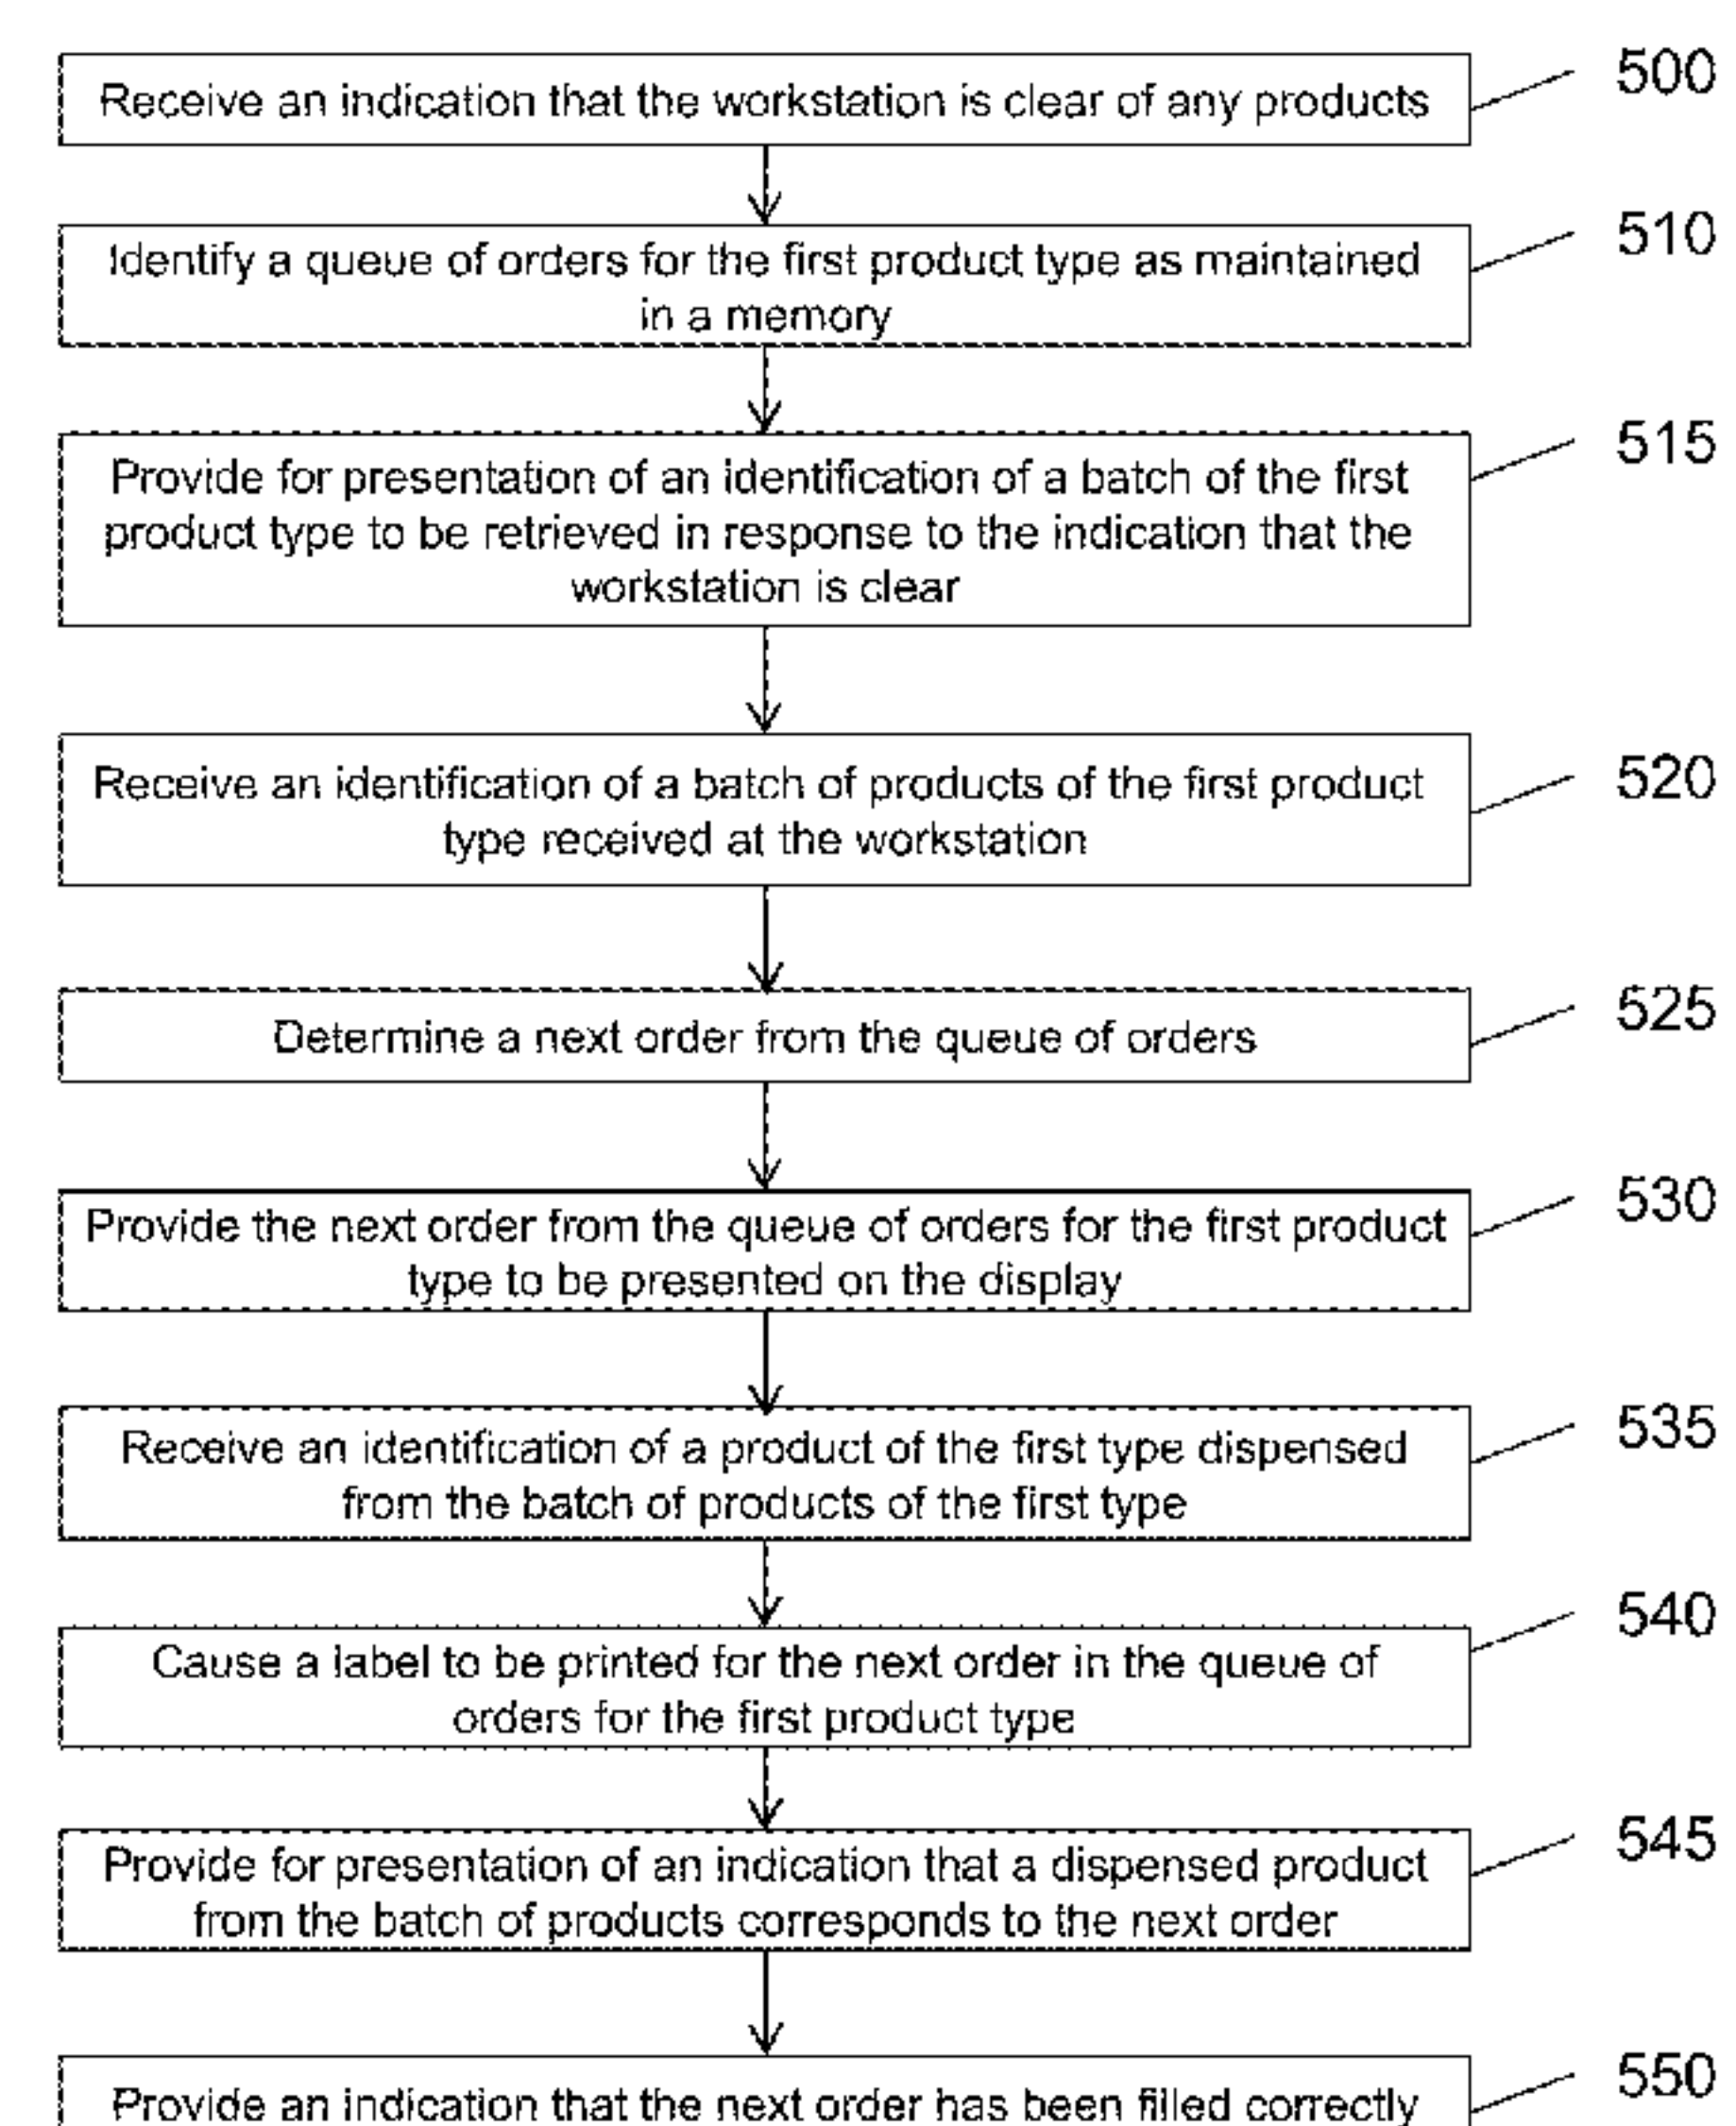 Receive an indication that the workstation is clear of any products
500
Identify a queue of orders for the first product type as maintained
in a memory
510
Provide for presentation of an identification of a batch of the first
product type to be retrieved in response to the indication that the
workstation is clear
515
Receive an identification of a batch of products of the first product
type received at the workstation
520
Determine a next order from the queue of orders
525
Provide the next order from the queue of orders for the first product
type to be presented on the display
530
Receive an identification of a product of the first type dispensed
from the batch of products of the first type
535
Cause a label to be printed for the next order in the queue of
orders for the first product type
540
Provide for presentation of an indication that a dispensed product
from the batch of products corresponds to the next order
545
Provide an indication that the next order has been filled correctly
550